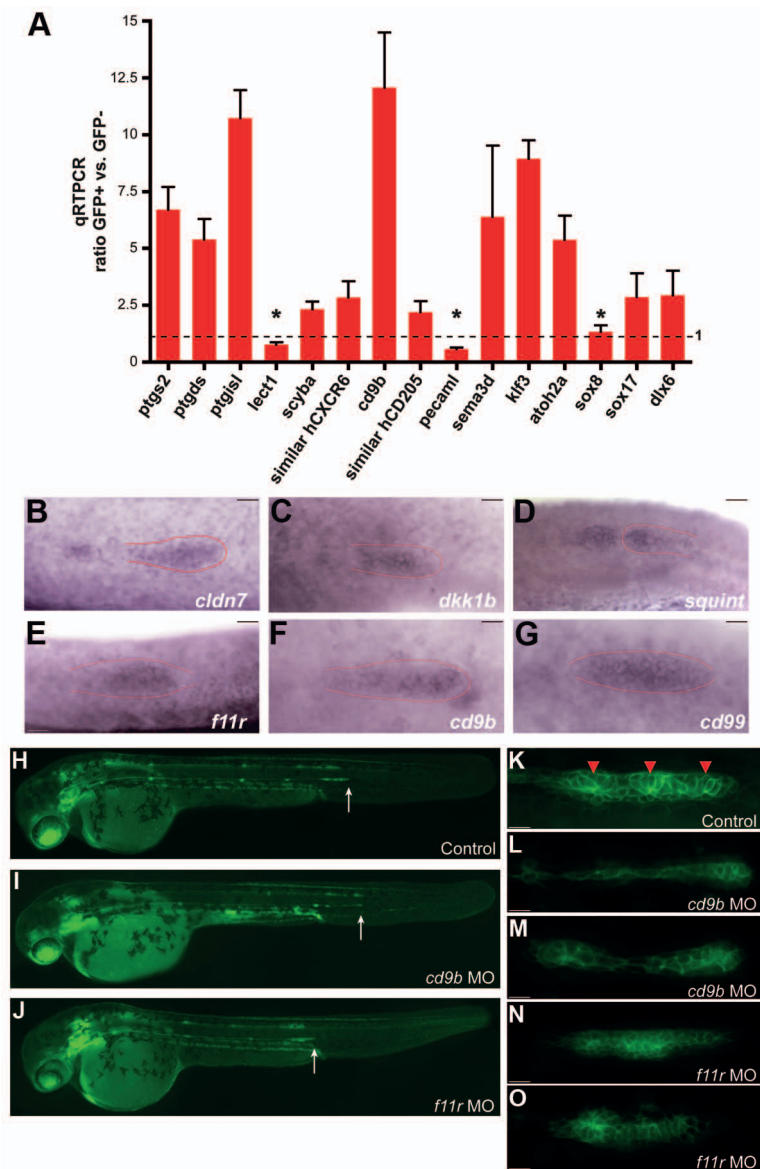 A
qRTPCR
ratio GFP+ vs. GFP-
15
12.5
10
7.5
5
2.5
0
* * *
1
ptgs2
ptgds
ptgisl
lect1
scyba
similar hCXCR6
cd9b
similar hCD205
pecaml
sema3d
klf3
atoh2a
sox8
sox17
dlx6
B
cldn7
C
dkk1b
D
squint
E
f11r
F
cd9b
G
cd99
H
Control
I
cd9b MO
J
f11r MO
K
Control
L
cd9b MO
M
cd9b MO
N
f11r MO
O
f11r MO